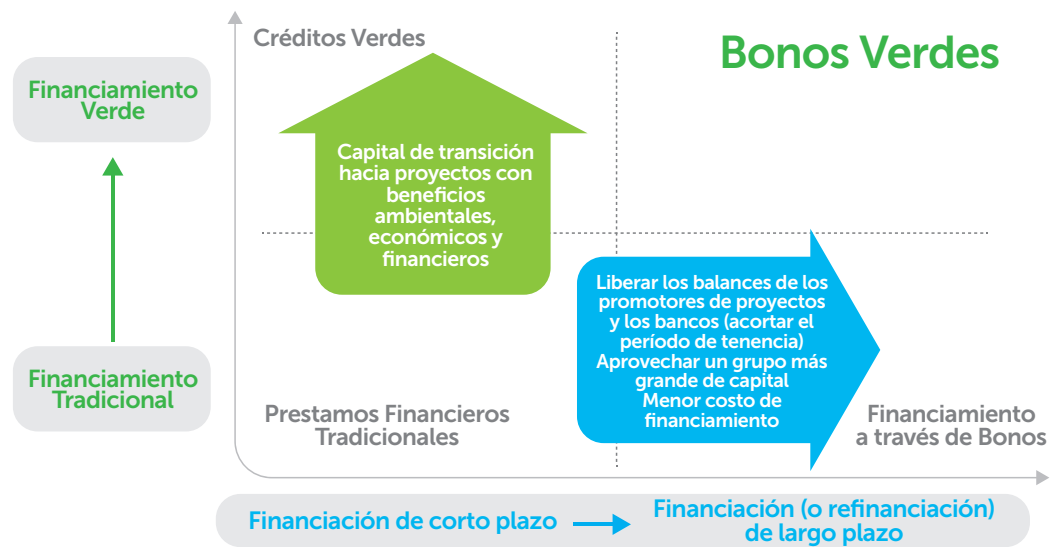 Créditos Verdes
Bonos Verdes
Financiamiento
Verde
Capital de transición
hacia proyectos con
beneficios
ambientales,
económicos y
financieros
Liberar los balances de los
promotores de proyectos
y los bancos (acortar el
período de tenencia)
Aprovechar un grupo más
grande de capital
Menor costo de
financiamiento
Financiamiento
Tradicional
Prestamos Financieros
Tradicionales
Financiamiento
a través de Bonos
Financiación de corto plazo
Financiación (o refinanciación)
de largo plazo